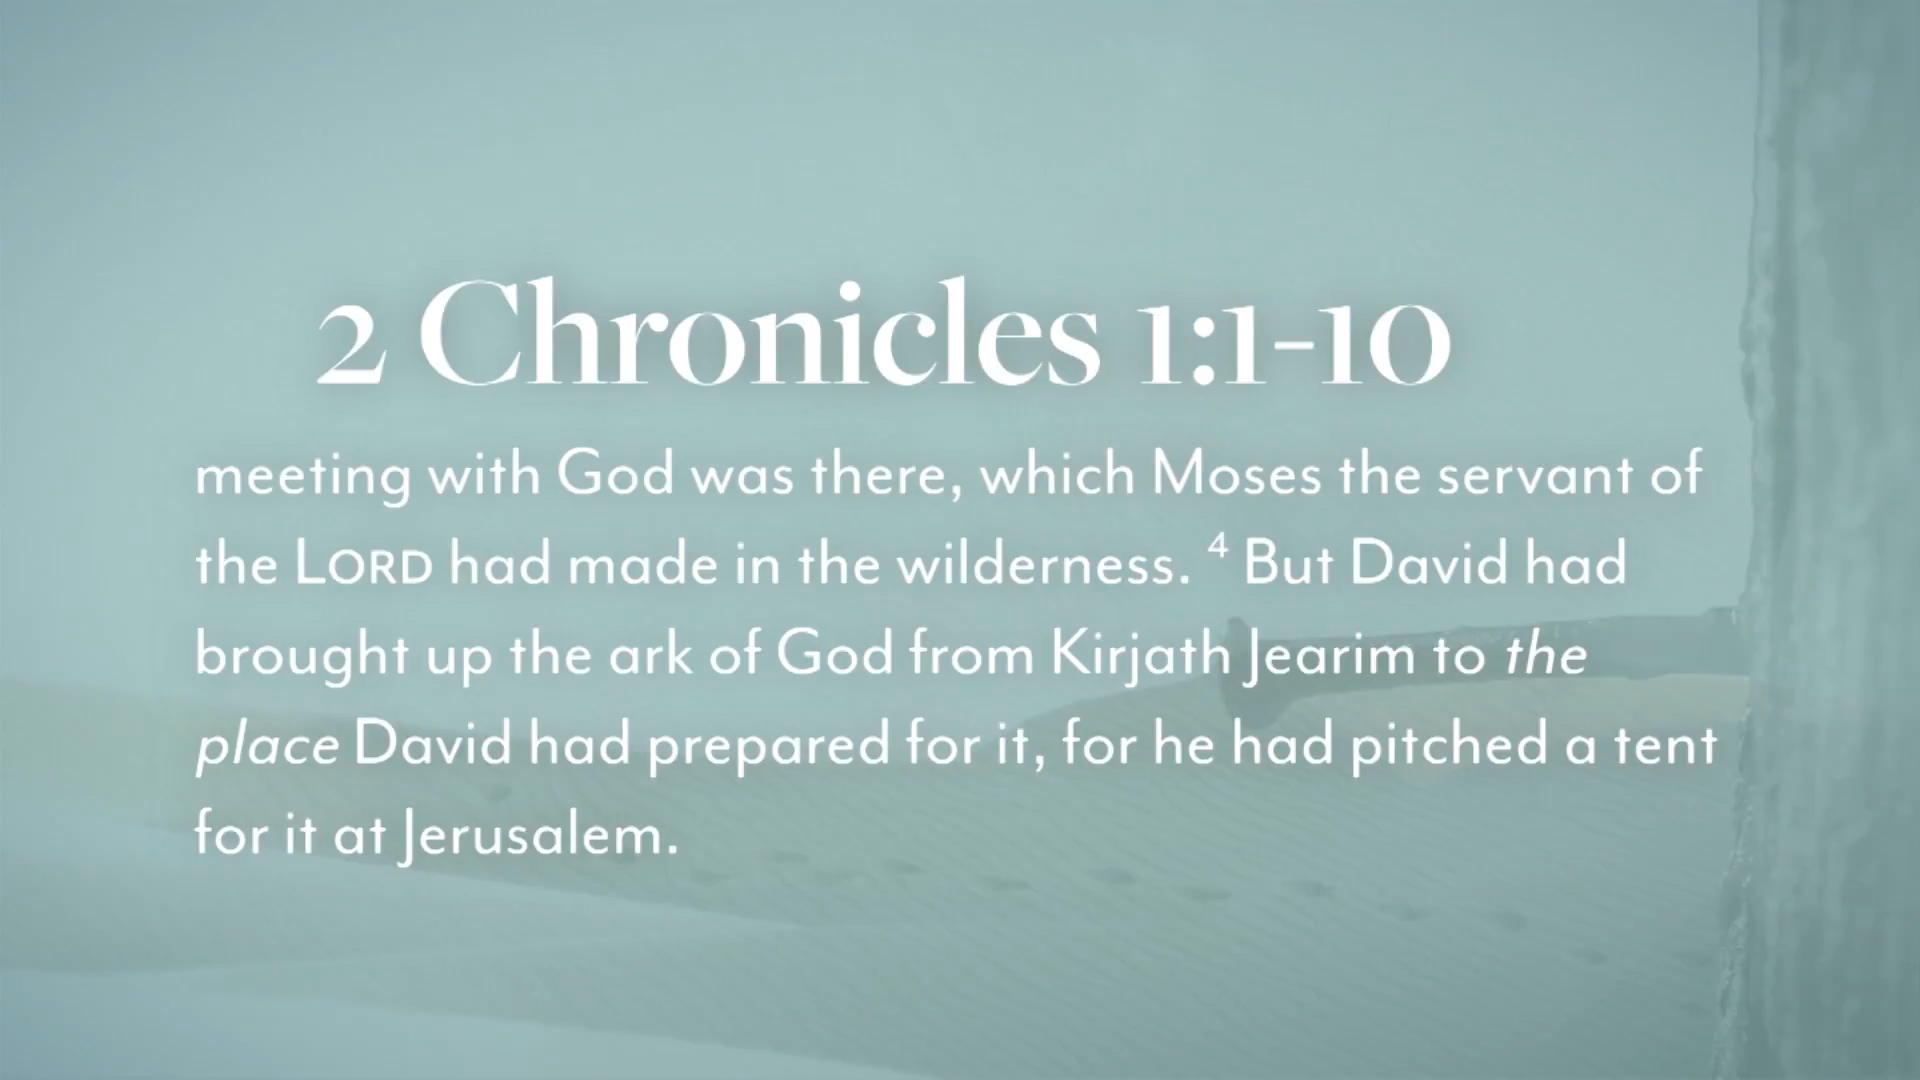 2 Chronicles 1:1-10
meeting with God was there, which Moses the servant of
the LORD had made in the wilderness. ⁴ But David had
brought up the ark of God from Kirjath Jearim to the
place David had prepared for it, for he had pitched a tent
for it at Jerusalem.